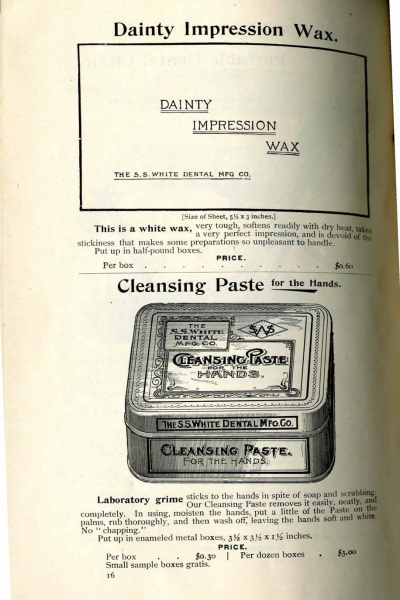 Dainty Impression Wax.
DAINTY
IMPRESSION
WAX
THE S. S. WHITE DENTAL MFG CO.
[Size of Sheet, 5½ x 3 inches.]
This is a white wax, very tough, softens readily with dry heat, takes
a very perfect impression, and is devoid of the
stickiness that makes some preparations so unpleasant to handle.
Put up in half-pound boxes.
PRICE.
Per box . . . . . . . . $0.60
Cleansing Paste for the Hands.
THE
S.S. WHITE
DENTAL
MFG. CO.
SSW
CLEANSING PASTE
FOR THE
HANDS.
THE S.S. WHITE DENTAL MFG. CO.
CLEANSING PASTE.
FOR THE HANDS.
Laboratory grime sticks to the hands in spite of soap and scrubbing.
Our Cleansing Paste removes it easily, neatly, and
completely. In using, moisten the hands, put a little of the Paste on the
palms, rub thoroughly, and then wash off, leaving the hands soft and white.
No "chapping."
Put up in enameled metal boxes, 3½ x 3½ x 1½ inches.
PRICE.
Per box . . $0.30 | Per dozen boxes . $3.00
Small sample boxes gratis.
16